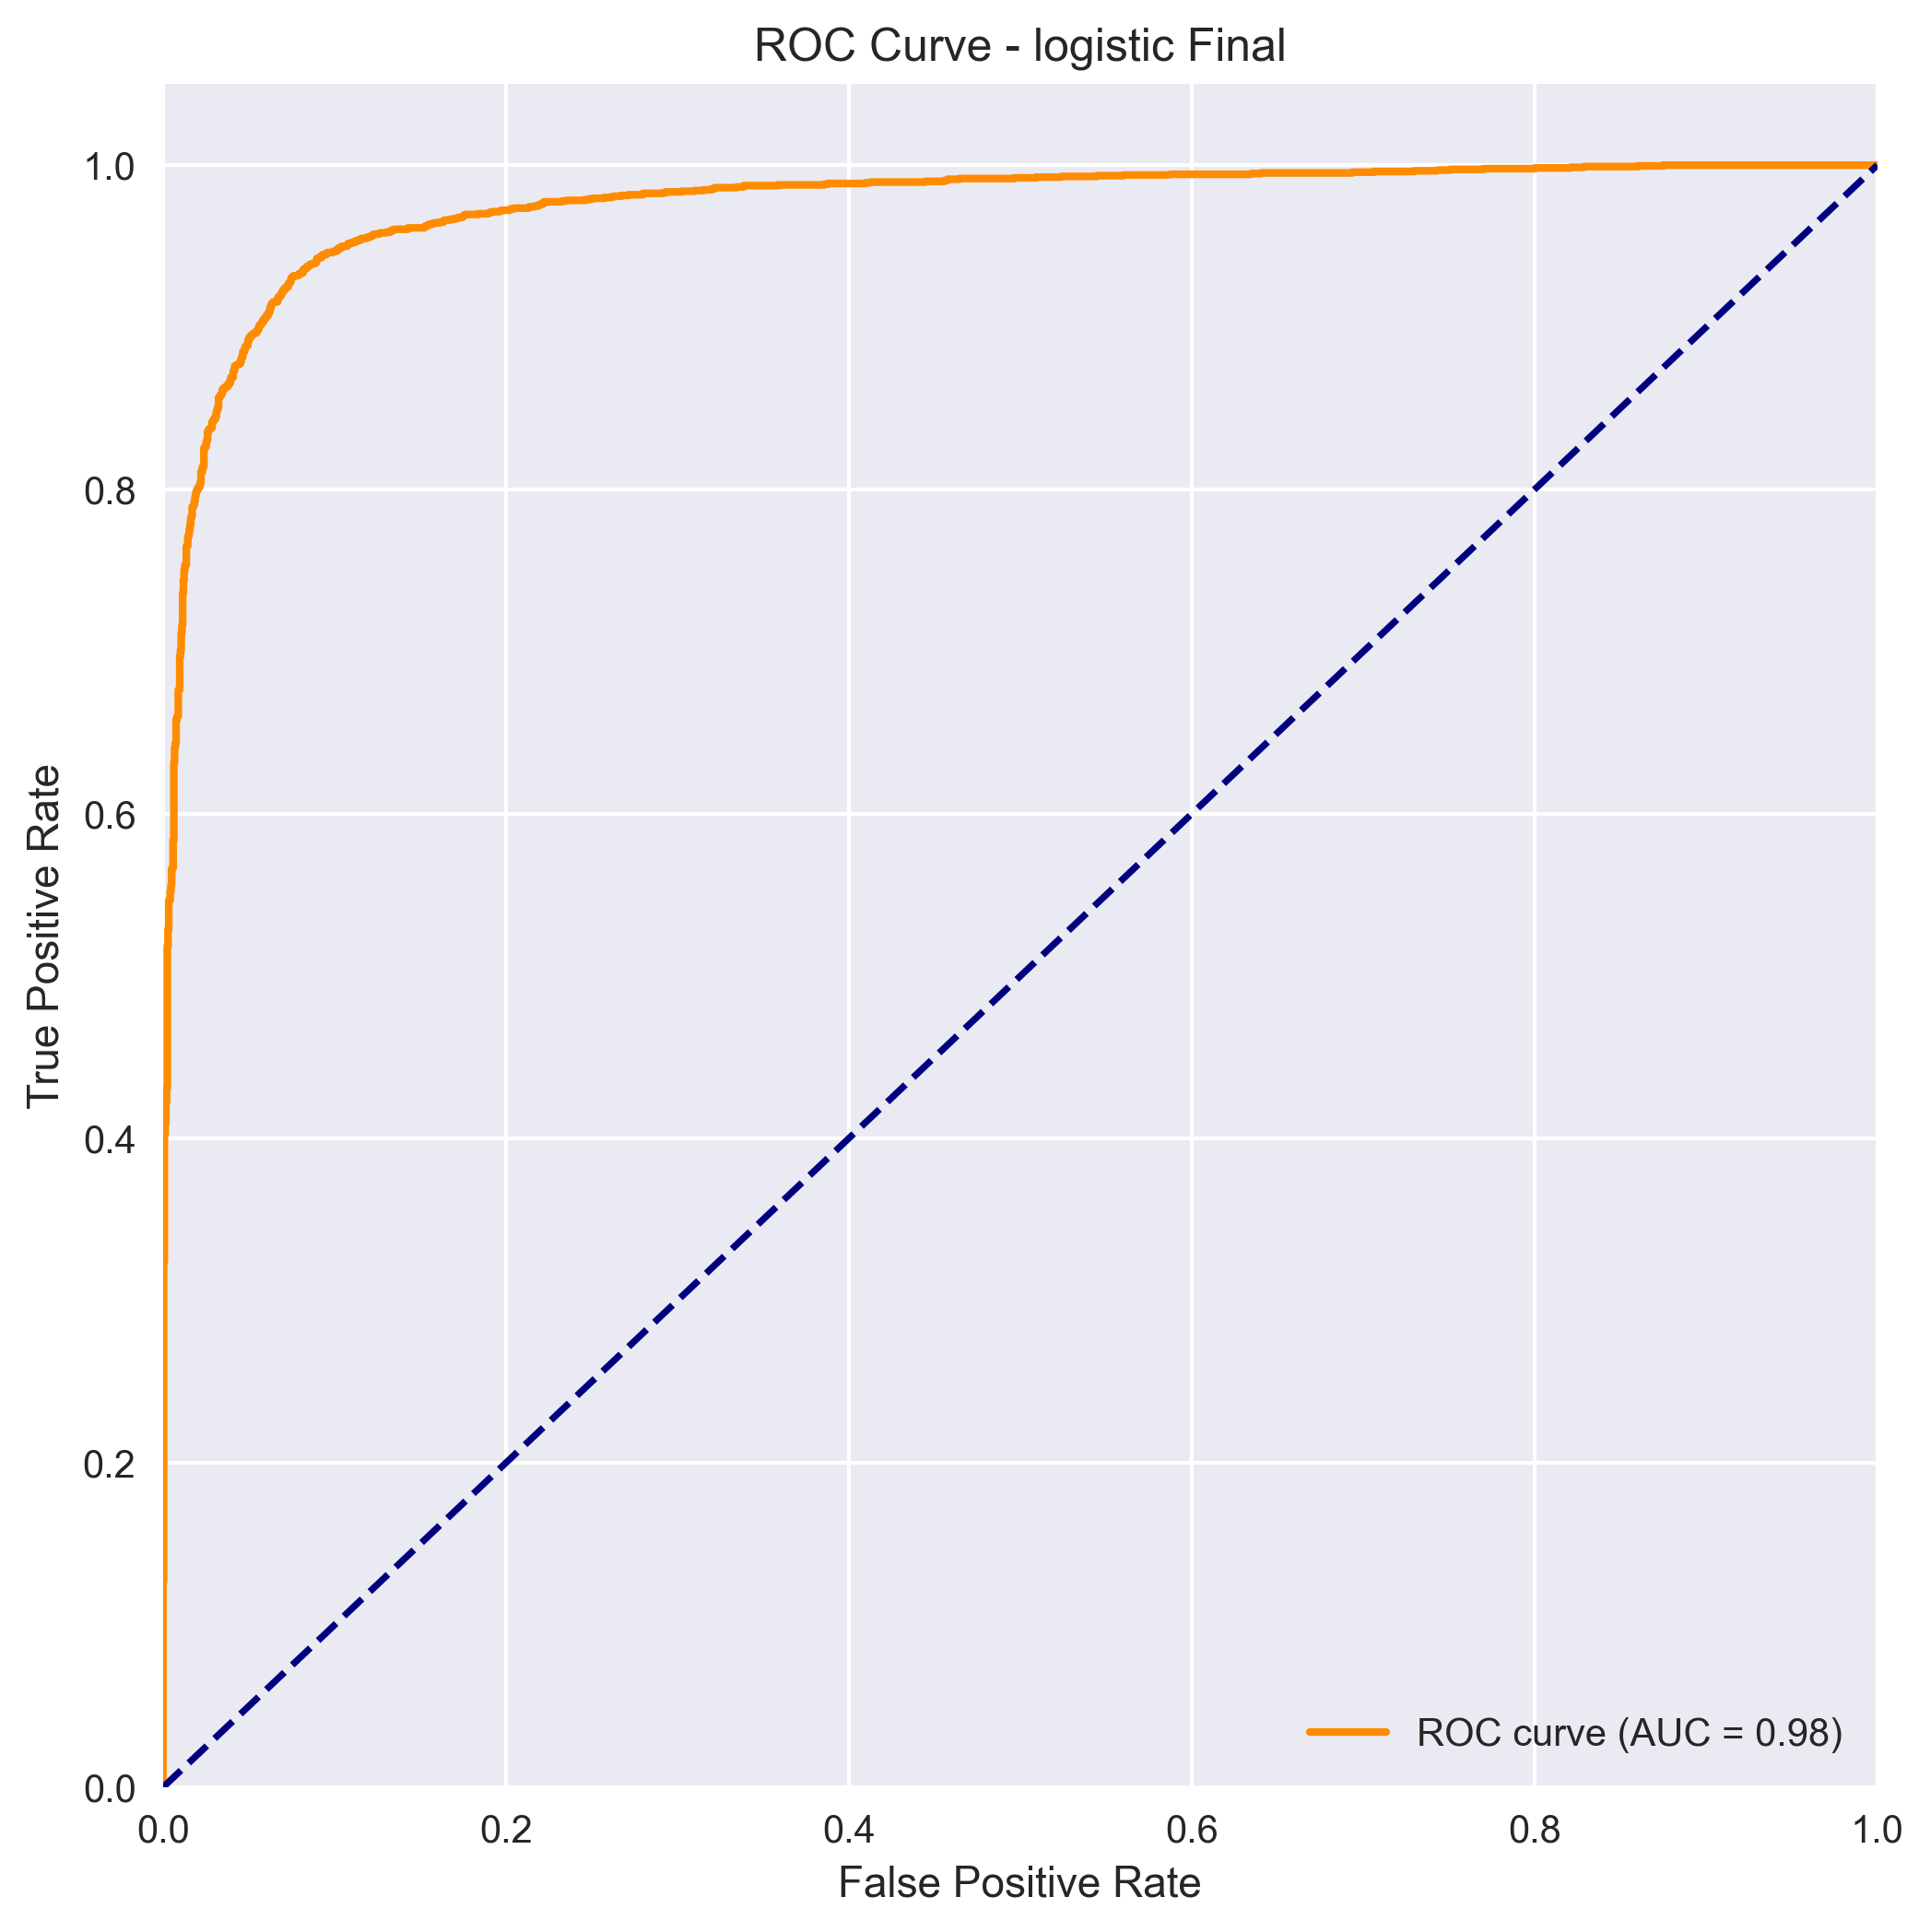 ROC Curve - logistic Final
1.0
0.8
0.6
0.4
0.2
0.0
True Positive Rate
ROC curve (AUC = 0.98)
0.0 0.2 0.4 0.6 0.8 1.0
False Positive Rate